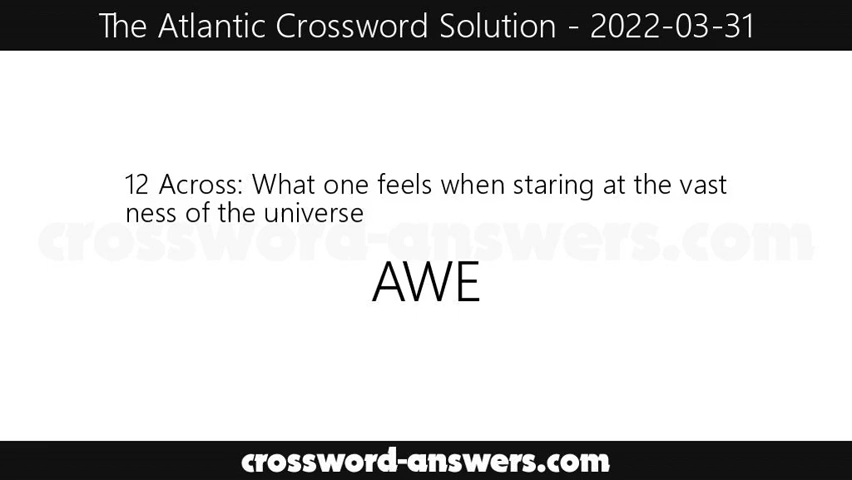 The Atlantic Crossword Solution - 2022-03-31
12 Across: What one feels when staring at the vast
ness of the universe
crossword-answers.com
AWE
crossword-answers.com